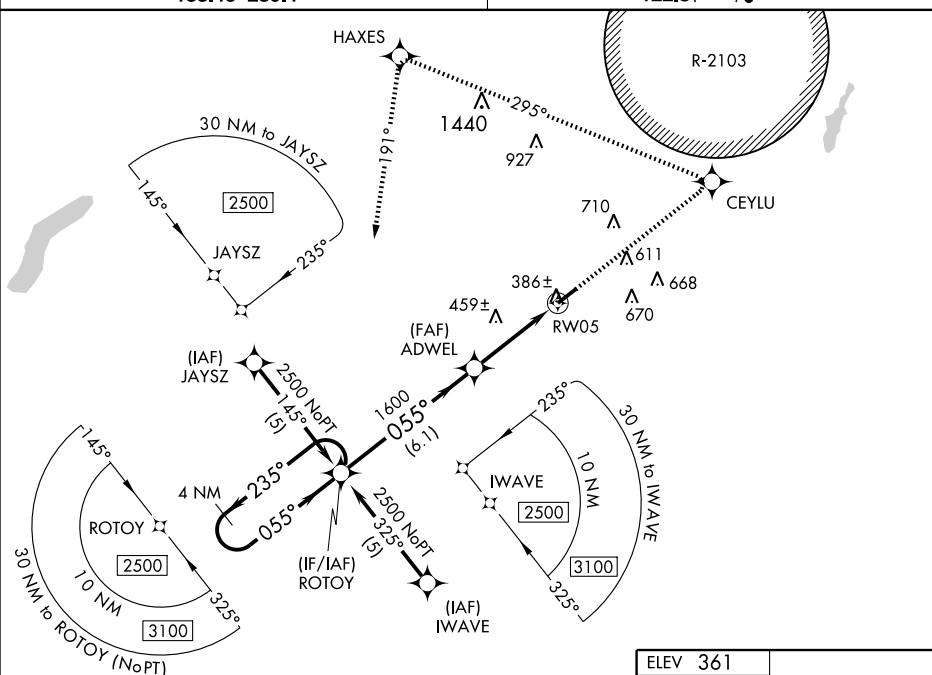 HAXES
R-2103
1440
295°
927
191°
30 NM to JAYSZ
145°
2500
JAYSZ
235°
CEYLU
710
611
668
670
386±
459±
RW05
(FAF)
ADWEL
(IAF)
JAYSZ
2500 NoPT
145°
(5)
1600
055°
(6.1)
4 NM
235°
055°
(IF/IAF)
ROTOY
2500 NoPT
325°
(5)
(IAF)
IWAVE
145°
ROTOY
2500
10 NM
325°
3100
30 NM to ROTOY (NoPT)
235°
30 NM to IWAVE
10 NM
IWAVE
2500
3100
325°
ELEV 361